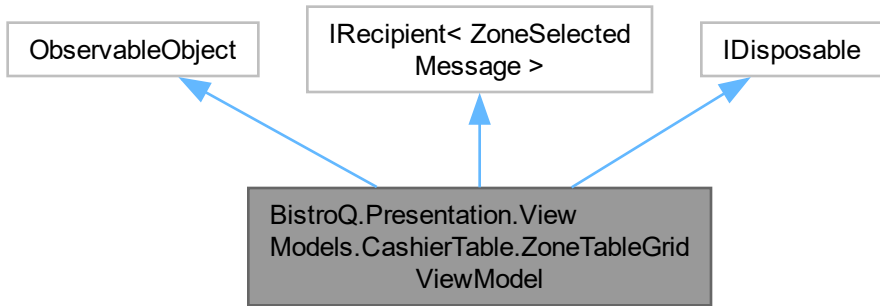 ObservableObject
IRecipient< ZoneSelected
Message >
IDisposable
BistroQ.Presentation.View
Models.CashierTable.ZoneTableGrid
ViewModel